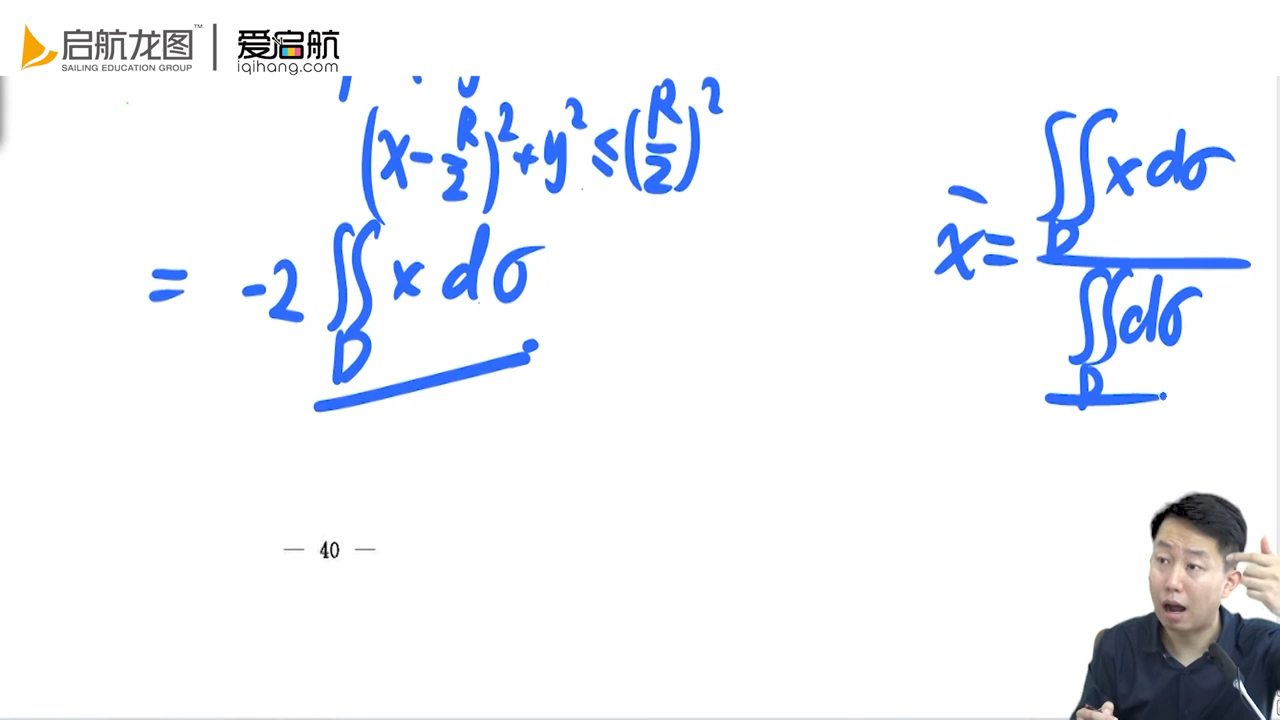 启航龙图™ | 爱启航
SAILING EDUCATION GROUP iqihang.com
(x-R/2)²+y²≤(R/2)²
= -2∬_D x dσ
x̄ = ∬_D x dσ / ∬_D dσ
— 40 —